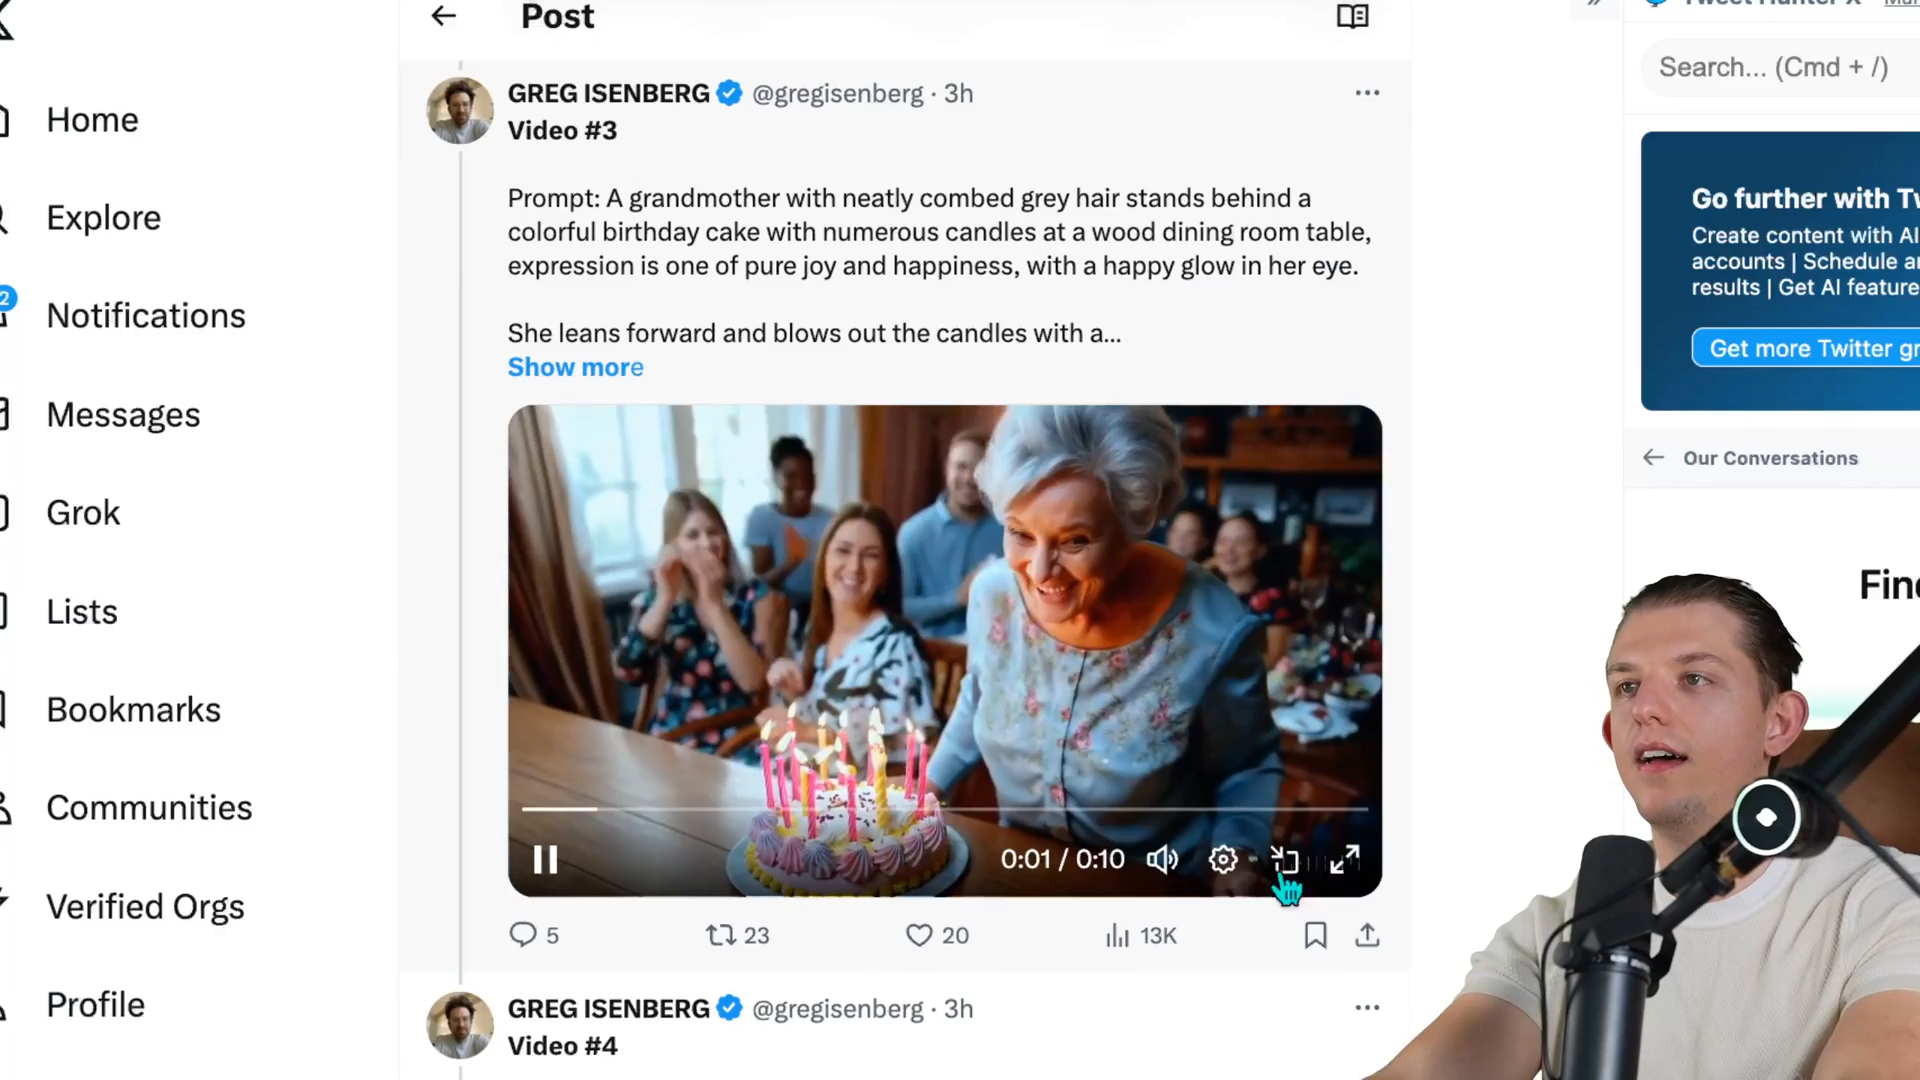 Post
GREG ISENBERG @gregisenberg · 3h
Video #3
Prompt: A grandmother with neatly combed grey hair stands behind a
colorful birthday cake with numerous candles at a wood dining room table,
expression is one of pure joy and happiness, with a happy glow in her eye.
She leans forward and blows out the candles with a...
Show more
0:01 / 0:10
5
23
20
13K
GREG ISENBERG @gregisenberg · 3h
Video #4
Home
Explore
2
Notifications
Messages
Grok
Lists
Bookmarks
Communities
Verified Orgs
Profile
Search... (Cmd + /)
Go further with Tw
Create content with AI
accounts | Schedule an
results | Get AI feature
Get more Twitter gr
Our Conversations
Find